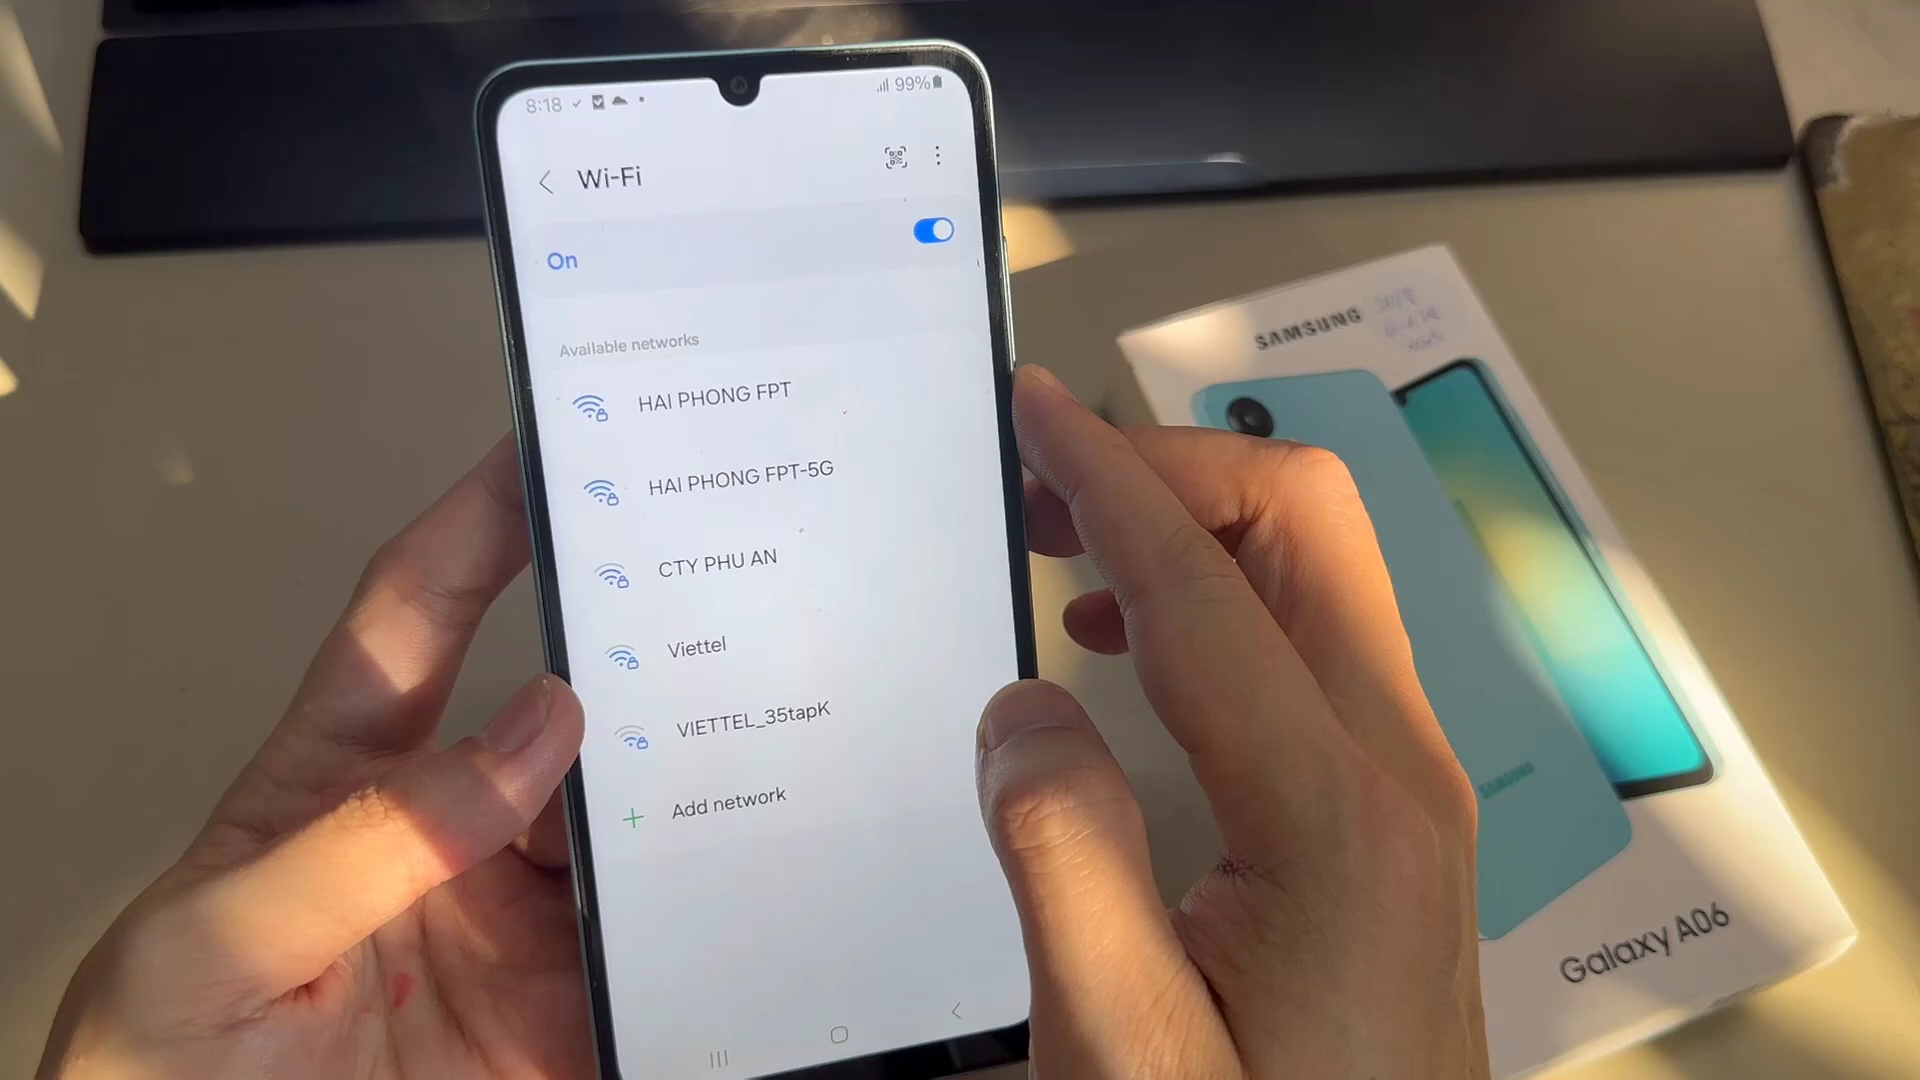 8:18
99%
Wi-Fi
On
Available networks
HAI PHONG FPT
HAI PHONG FPT-5G
CTY PHU AN
Viettel
VIETTEL_35tapK
Add network
SAMSUNG
SAMSUNG
Galaxy A06